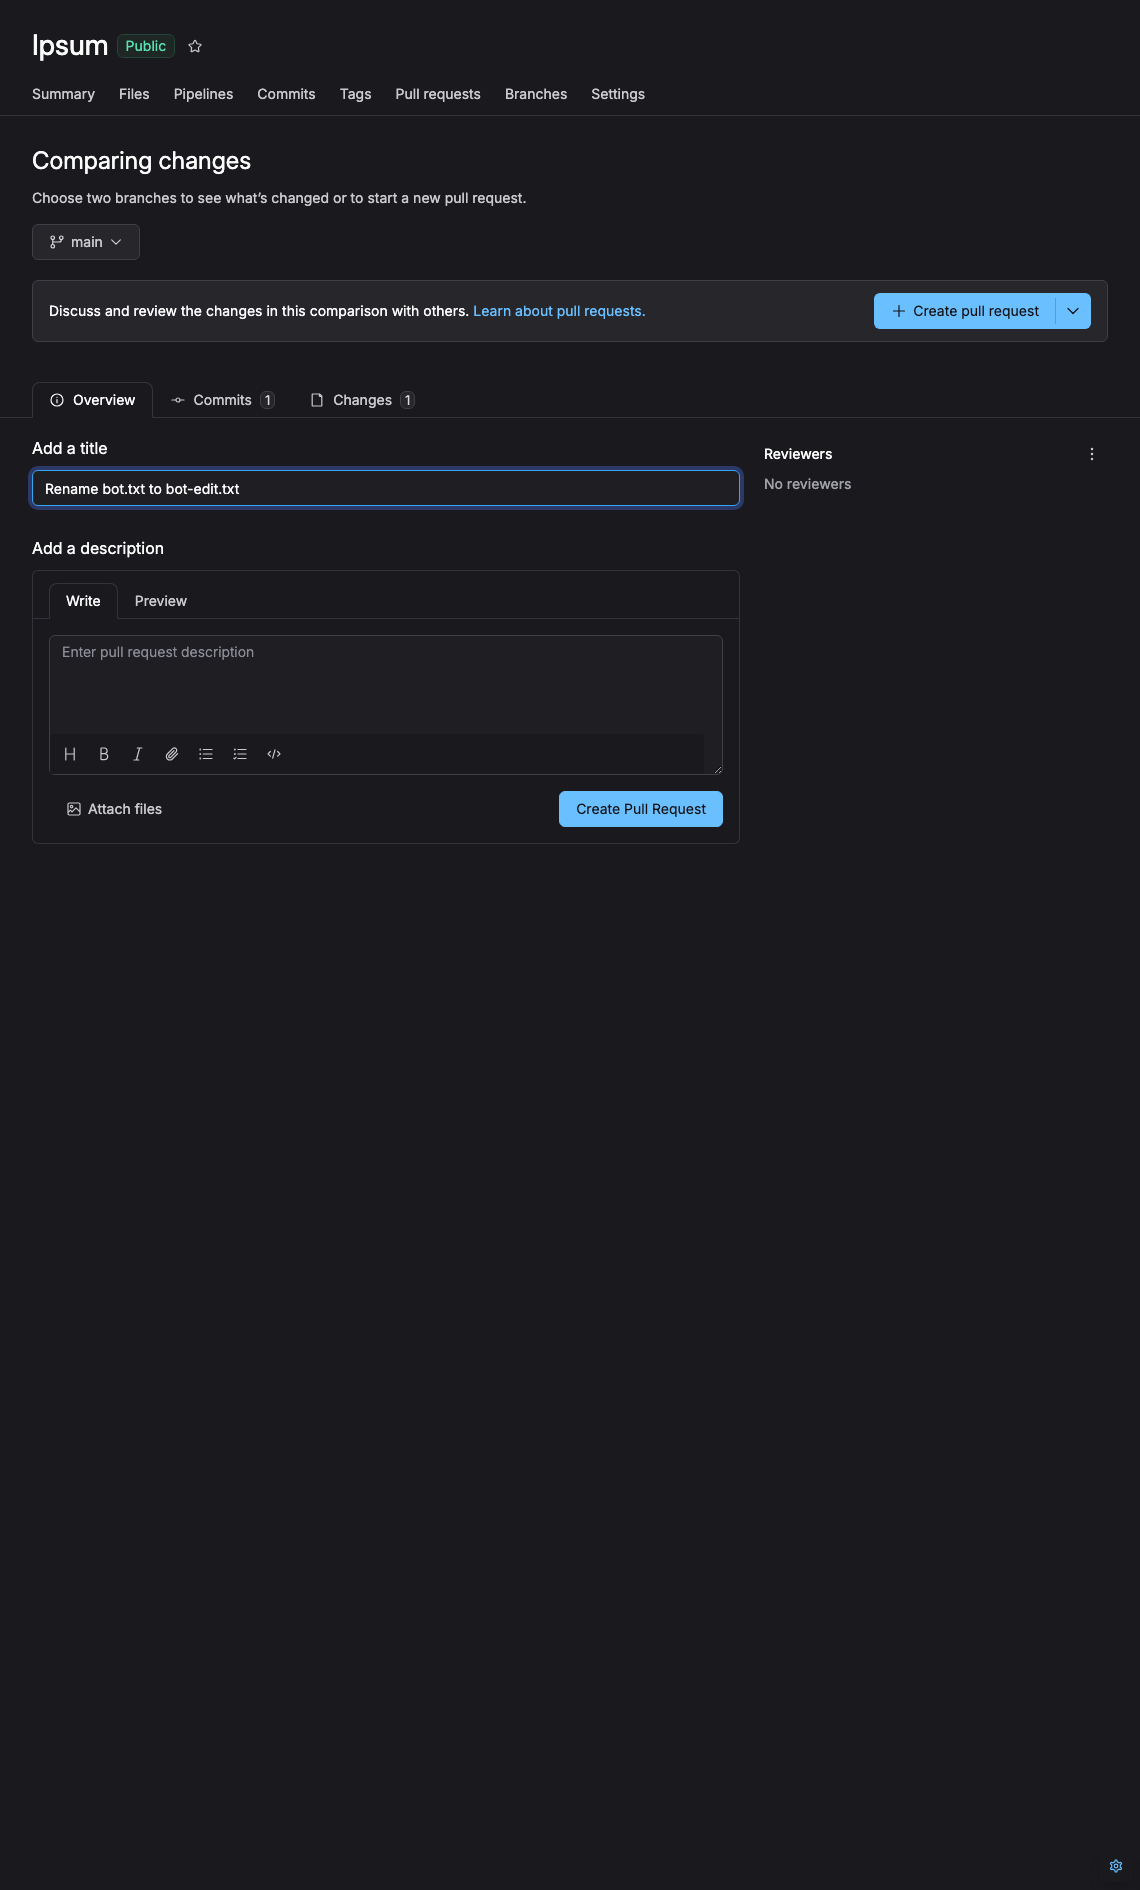 Ipsum Public
Summary Files Pipelines Commits Tags Pull requests Branches Settings
Comparing changes
Choose two branches to see what's changed or to start a new pull request.
main
Discuss and review the changes in this comparison with others. Learn about pull requests.
Create pull request
Overview Commits 1 Changes 1
Add a title
Rename bot.txt to bot-edit.txt
Reviewers
No reviewers
Add a description
Write Preview
Enter pull request description
H B I
Attach files
Create Pull Request